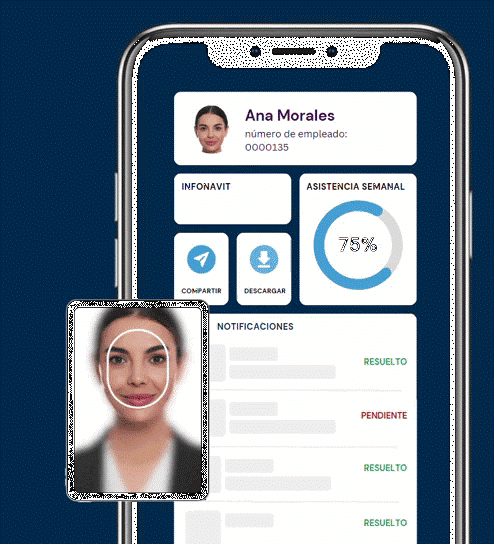 Ana Morales
número de empleado:
0000135
INFONAVIT
ASISTENCIA SEMANAL
75%
COMPARTIR
DESCARGAR
NOTIFICACIONES
RESUELTO
PENDIENTE
RESUELTO
RESUELTO